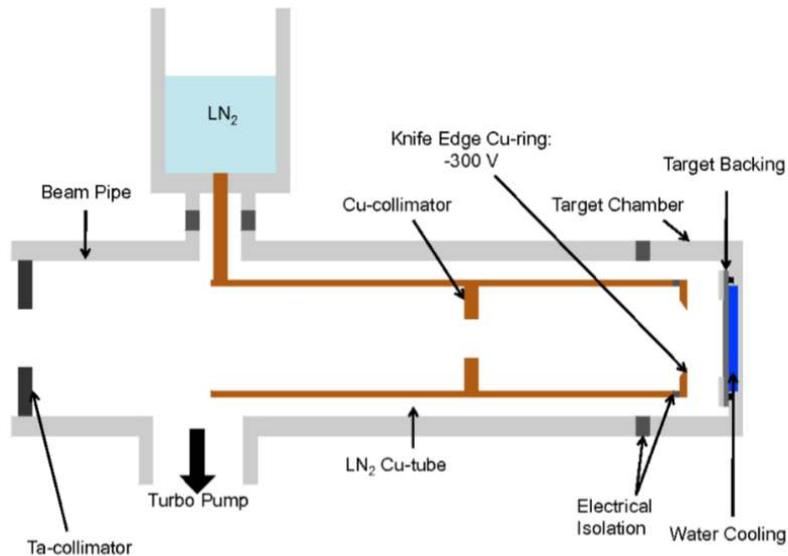 LN2
Knife Edge Cu-ring:
-300 V
Target Backing
Beam Pipe
Cu-collimator
Target Chamber
LN2 Cu-tube
Turbo Pump
Electrical
Isolation
Water Cooling
Ta-collimator